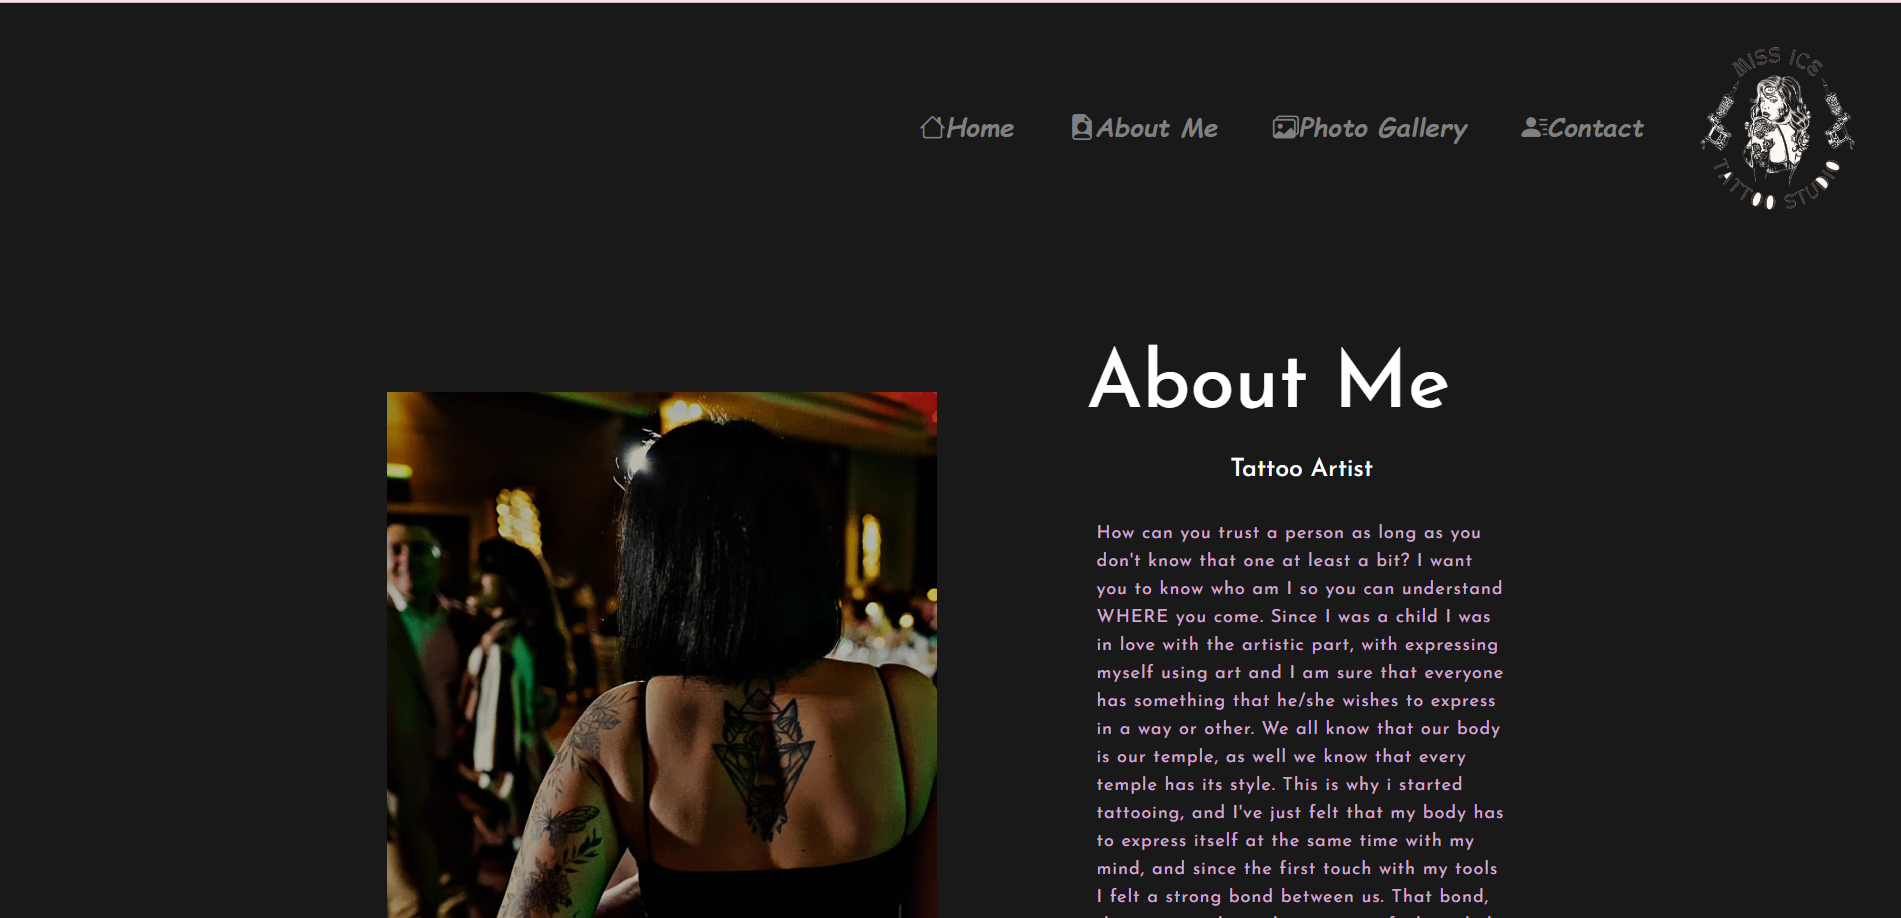 MISS ICE
TATTOO STUDIO
Home
About Me
Photo Gallery
Contact
About Me
Tattoo Artist
How can you trust a person as long as you
don't know that one at least a bit? I want
you to know who am I so you can understand
WHERE you come. Since I was a child I was
in love with the artistic part, with expressing
myself using art and I am sure that everyone
has something that he/she wishes to express
in a way or other. We all know that our body
is our temple, as well we know that every
temple has its style. This is why i started
tattooing, and I've just felt that my body has
to express itself at the same time with my
mind, and since the first touch with my tools
I felt a strong bond between us. That bond,